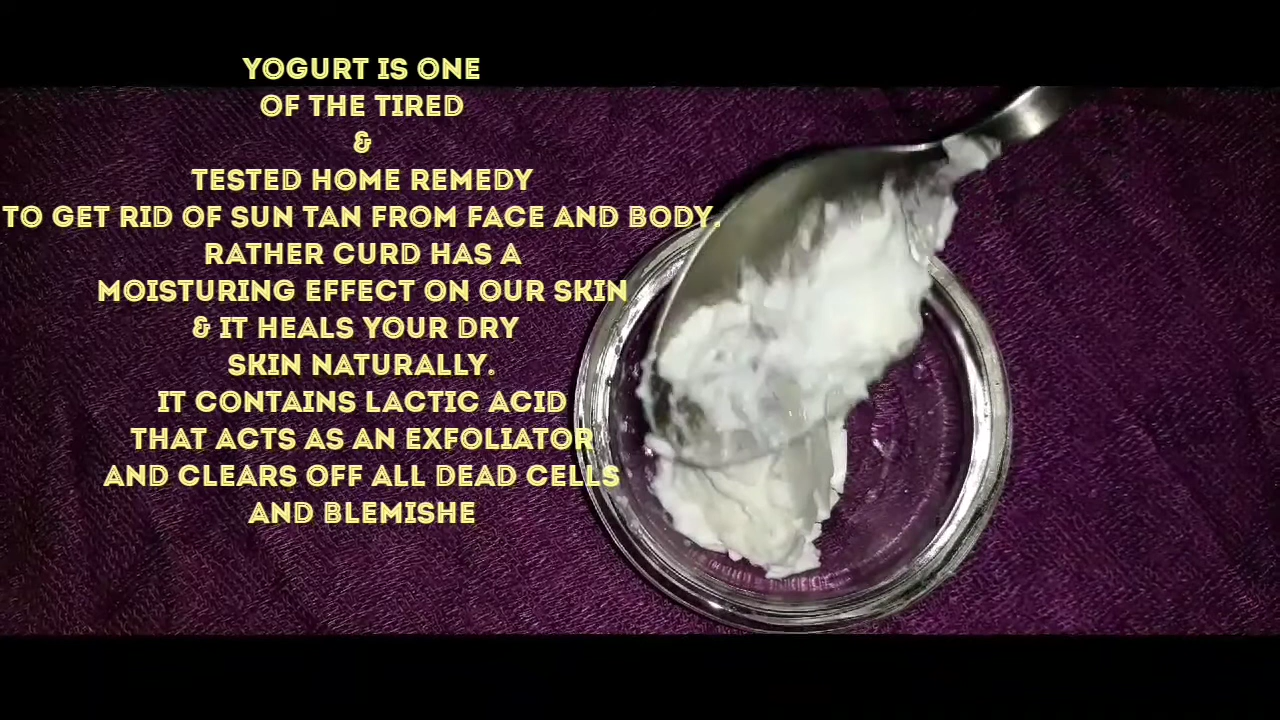 YOGURT IS ONE
OF THE TIRED
&
TESTED HOME REMEDY
TO GET RID OF SUN TAN FROM FACE AND BODY.
RATHER CURD HAS A
MOISTURING EFFECT ON OUR SKIN
& IT HEALS YOUR DRY
SKIN NATURALLY.
IT CONTAINS LACTIC ACID
THAT ACTS AS AN EXFOLIATOR
AND CLEARS OFF ALL DEAD CELLS
AND BLEMISHE